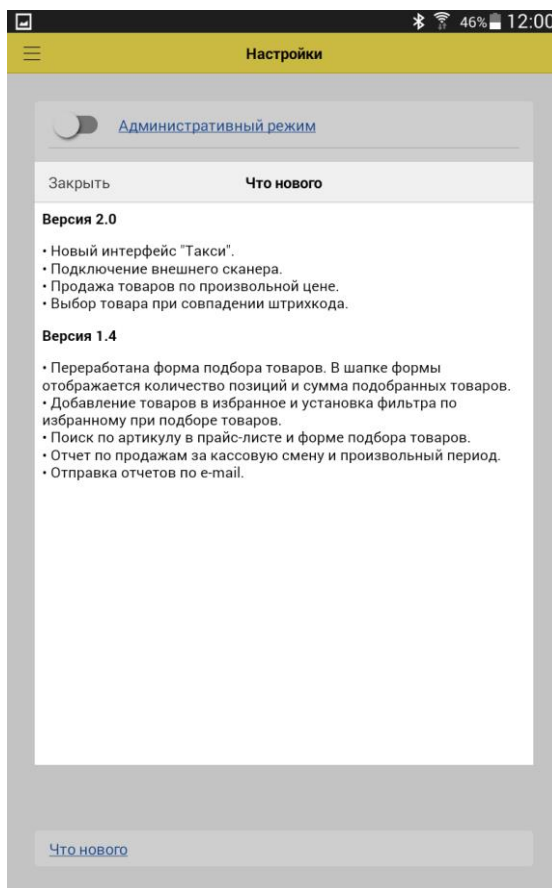 46% 12:00
Настройки
Административный режим
Закрыть Что нового
Версия 2.0
• Новый интерфейс "Такси".
• Подключение внешнего сканера.
• Продажа товаров по произвольной цене.
• Выбор товара при совпадении штрихкода.
Версия 1.4
• Переработана форма подбора товаров. В шапке формы
отображается количество позиций и сумма подобранных товаров.
• Добавление товаров в избранное и установка фильтра по
избранному при подборе товаров.
• Поиск по артикулу в прайс-листе и форме подбора товаров.
• Отчет по продажам за кассовую смену и произвольный период.
• Отправка отчетов по e-mail.
Что нового